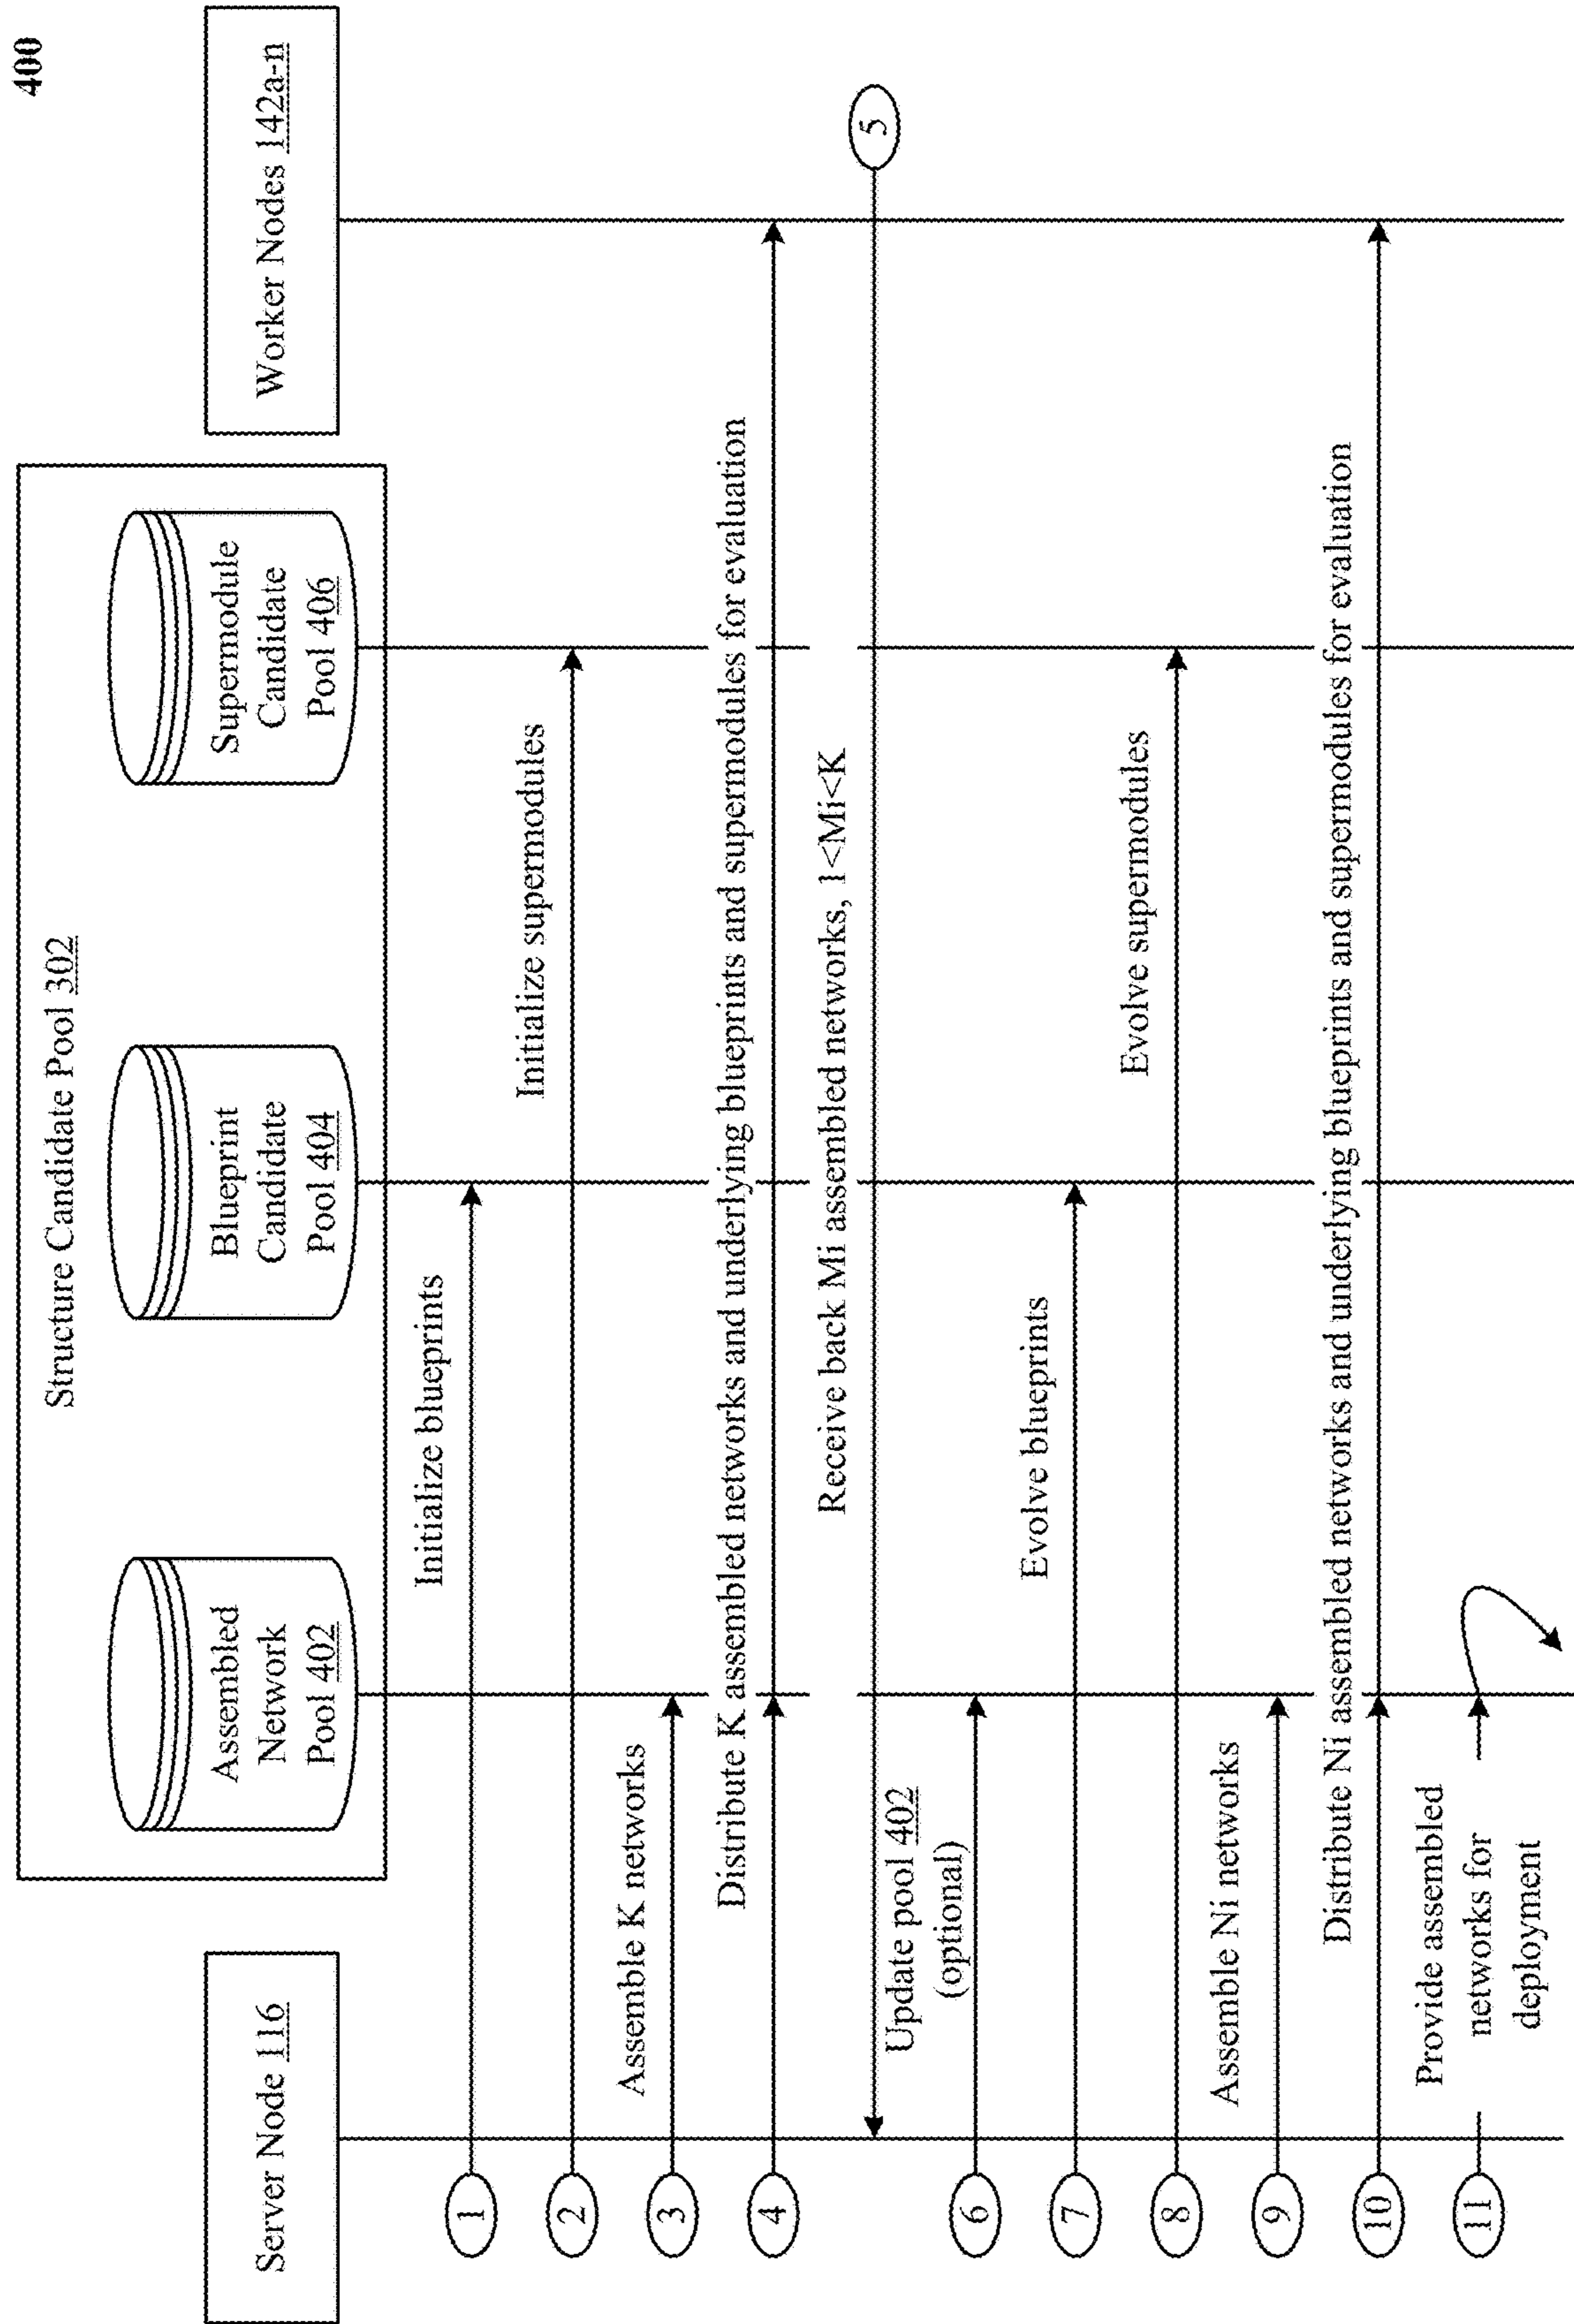 400
Structure Candidate Pool 302
Server Node 116
Assembled
Network
Pool 402
Blueprint
Candidate
Pool 404
Supermodule
Candidate
Pool 406
Worker Nodes 142a-n
Initialize blueprints
1
Initialize supermodules
2
Assemble K networks
3
Distribute K assembled networks and underlying blueprints and supermodules for evaluation
4
Receive back Mi assembled networks, 1<Mi<K
5
Update pool 402
(optional)
6
Evolve blueprints
7
Evolve supermodules
8
Assemble Ni networks
9
Distribute Ni assembled networks and underlying blueprints and supermodules for evaluation
10
Provide assembled
11
networks for
deployment